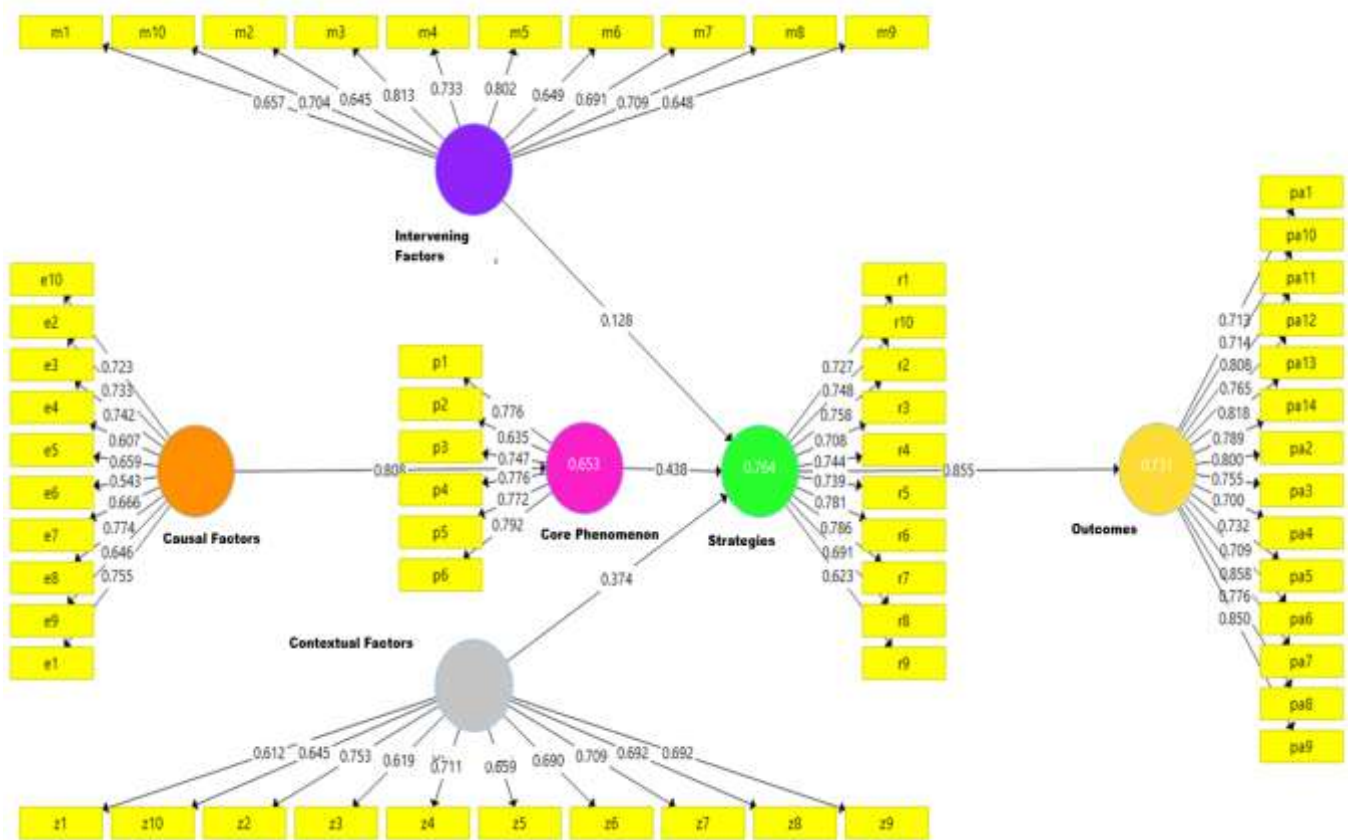 m1 m10 m2 m3 m4 m5 m6 m7 m8 m9
0.657 0.704 0.645 0.813 0.733 0.802 0.649 0.691 0.709 0.648
Intervening
Factors
0.128
e10
e2
e3
e4
e5
e6
e7
e8
e9
e1
0.723
0.733
0.742
0.607
0.659
0.543
0.666
0.774
0.646
0.755
Causal Factors
0.808
p1
p2
p3
p4
p5
p6
0.776
0.635
0.747
0.776
0.772
0.792
0.653
Core Phenomenon
0.438
0.764
Strategies
0.374
r1
r10
r2
r3
r4
r5
r6
r7
r8
r9
0.727
0.748
0.758
0.708
0.744
0.739
0.781
0.786
0.691
0.623
0.855
0.731
Outcomes
0.713
0.714
0.808
0.765
0.818
0.789
0.800
0.755
0.700
0.732
0.709
0.858
0.776
0.850
pa1
pa10
pa11
pa12
pa13
pa14
pa2
pa3
pa4
pa5
pa6
pa7
pa8
pa9
Contextual Factors
0.612 0.645 0.753 0.619 0.711 0.659 0.690 0.709 0.692 0.692
z1 z10 z2 z3 z4 z5 z6 z7 z8 z9